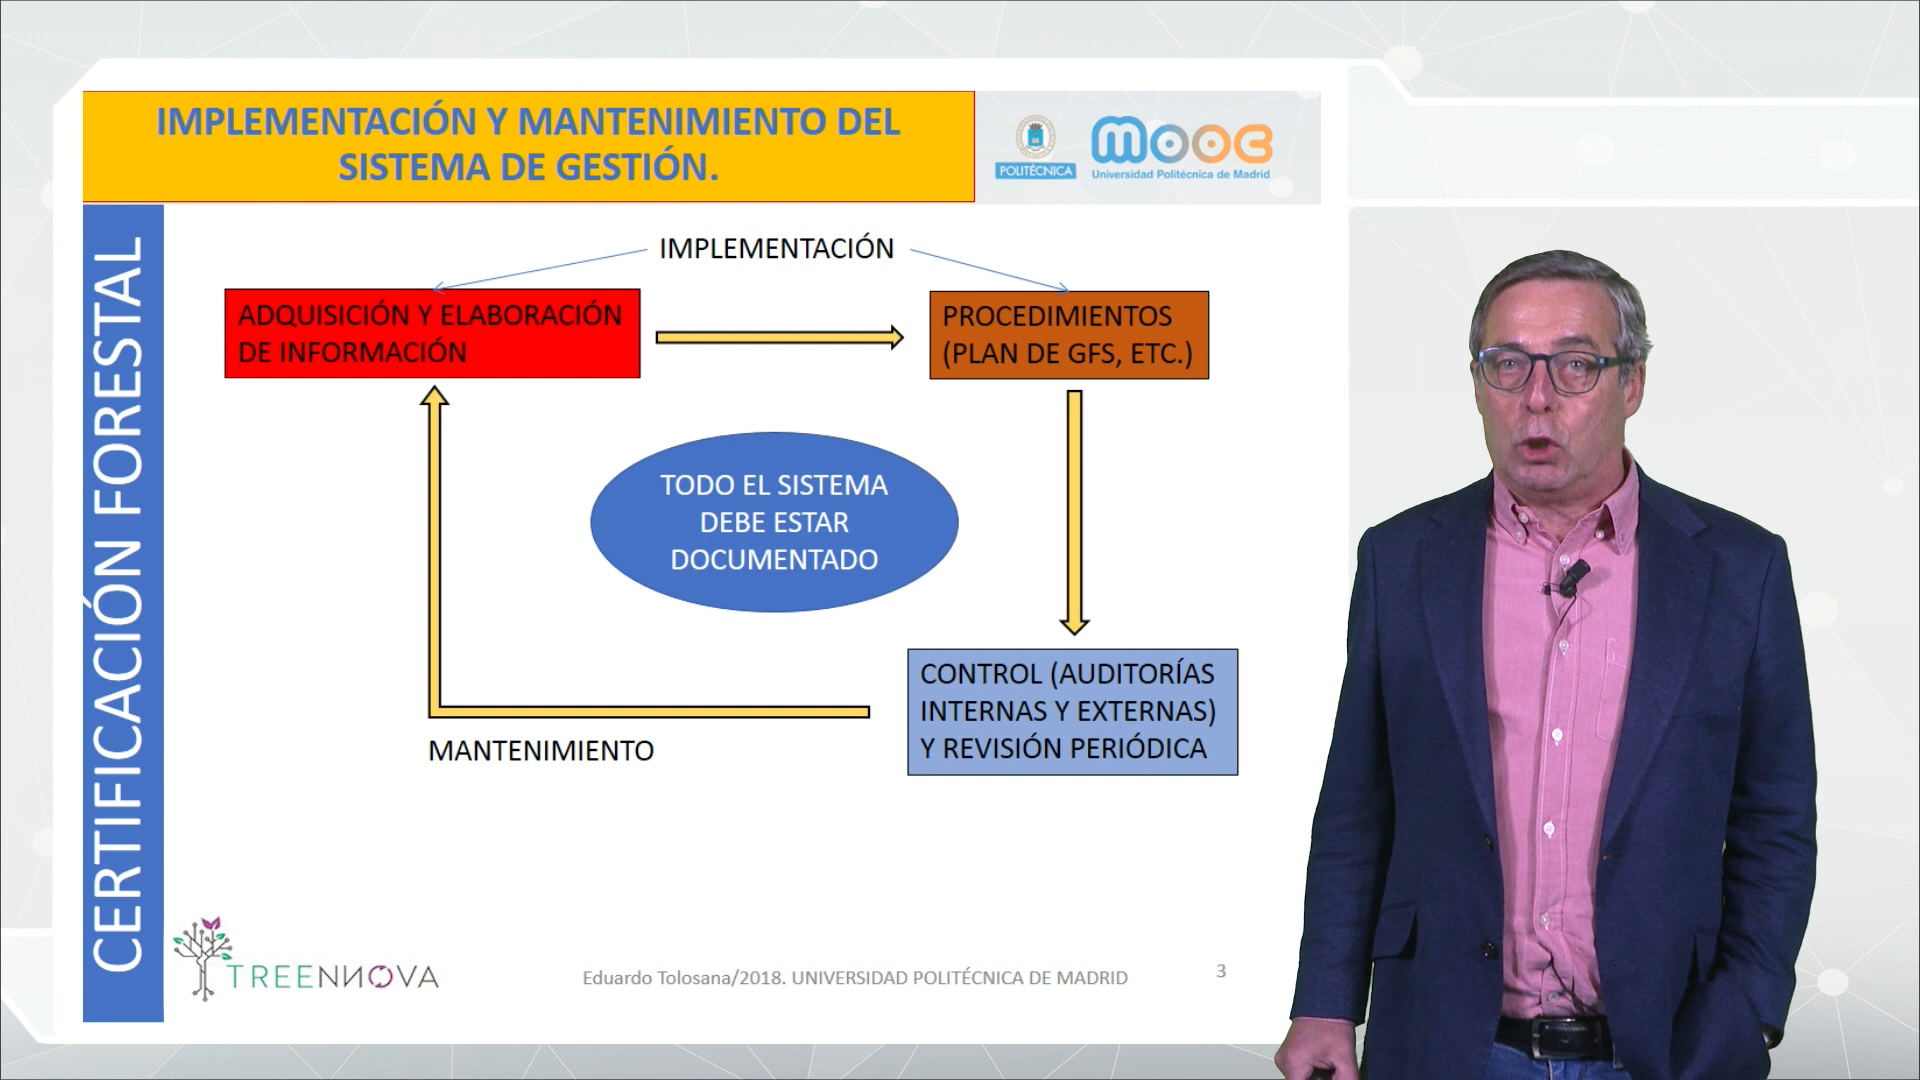 IMPLEMENTACIÓN Y MANTENIMIENTO DEL
SISTEMA DE GESTIÓN.
POLITÉCNICA
mooc
Universidad Politécnica de Madrid
CERTIFICACIÓN FORESTAL
IMPLEMENTACIÓN
ADQUISICIÓN Y ELABORACIÓN
DE INFORMACIÓN
PROCEDIMIENTOS
(PLAN DE GFS, ETC.)
TODO EL SISTEMA
DEBE ESTAR
DOCUMENTADO
CONTROL (AUDITORÍAS
INTERNAS Y EXTERNAS)
Y REVISIÓN PERIÓDICA
MANTENIMIENTO
TREENNOVA
Eduardo Tolosana/2018. UNIVERSIDAD POLITÉCNICA DE MADRID
3